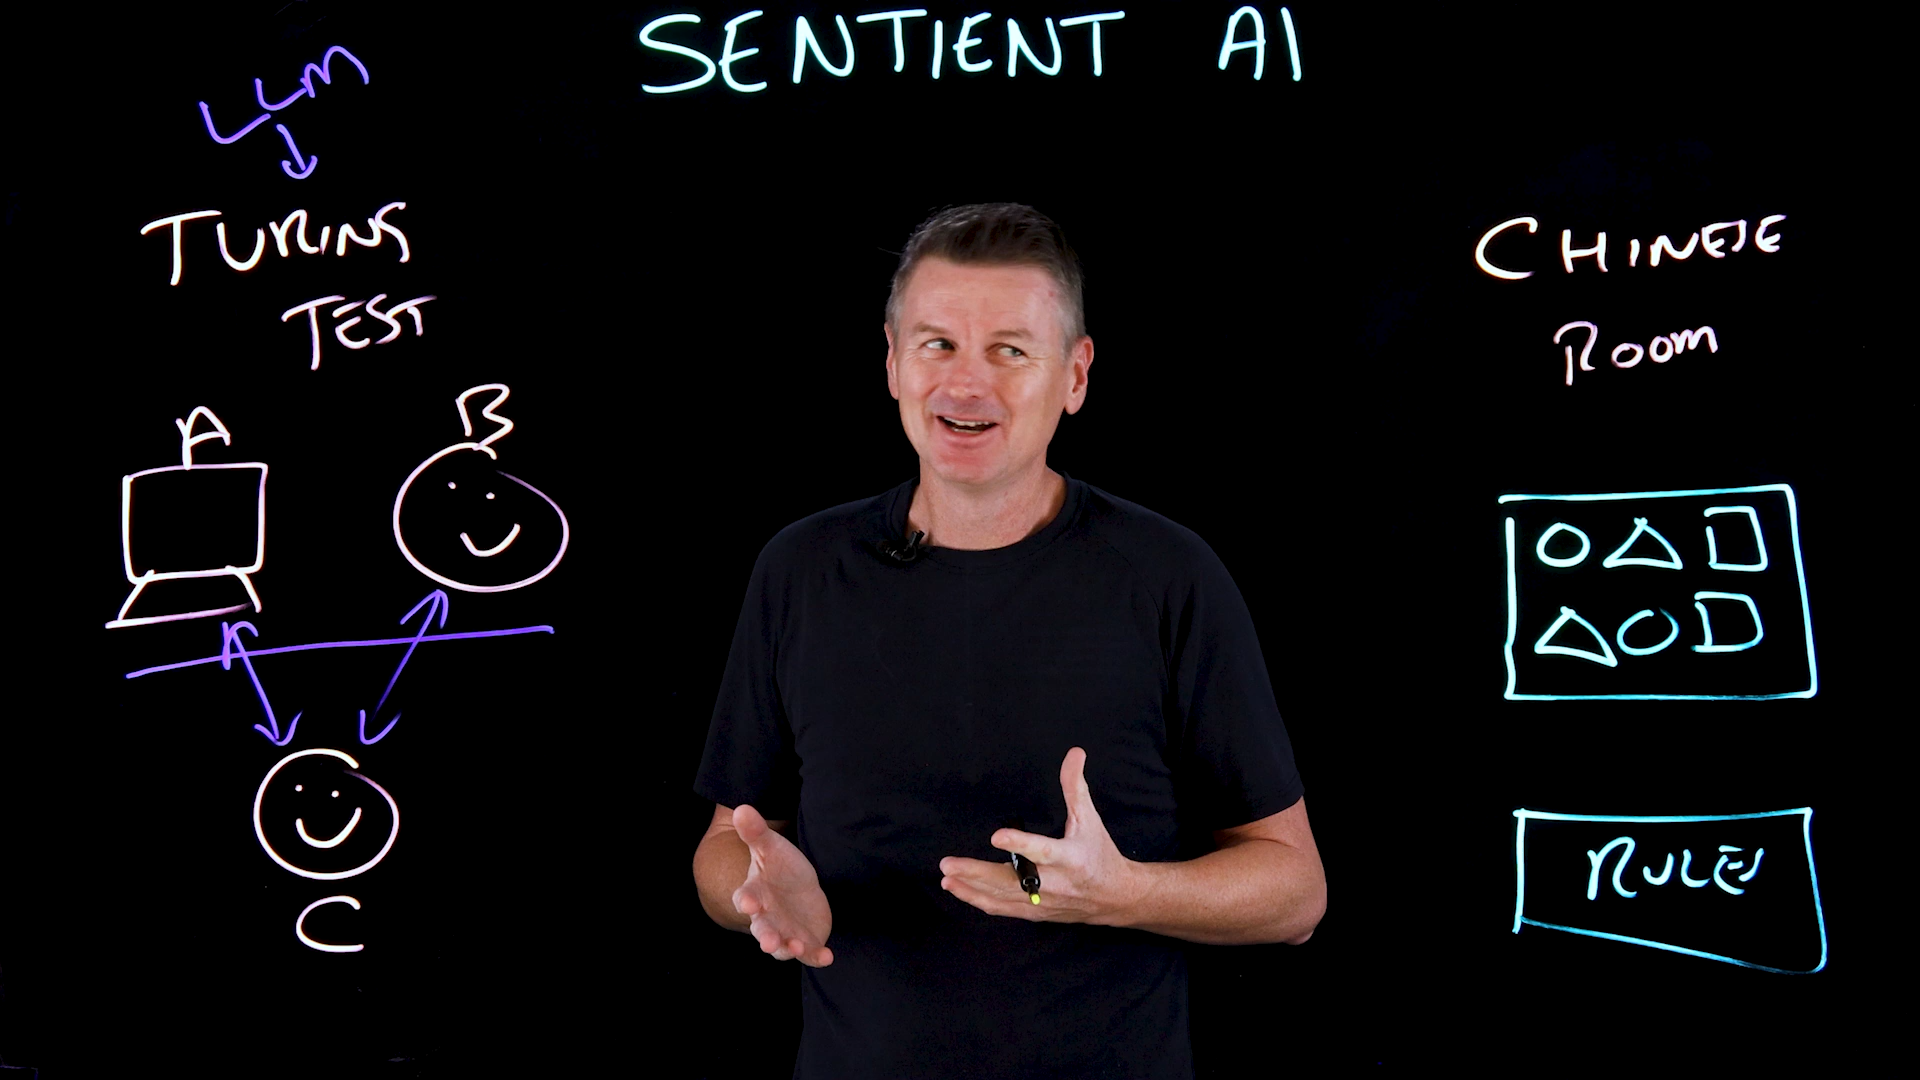 SENTIENT AI
LLM
TURING
TEST
A
B
C
CHINESE
ROOM
RULES